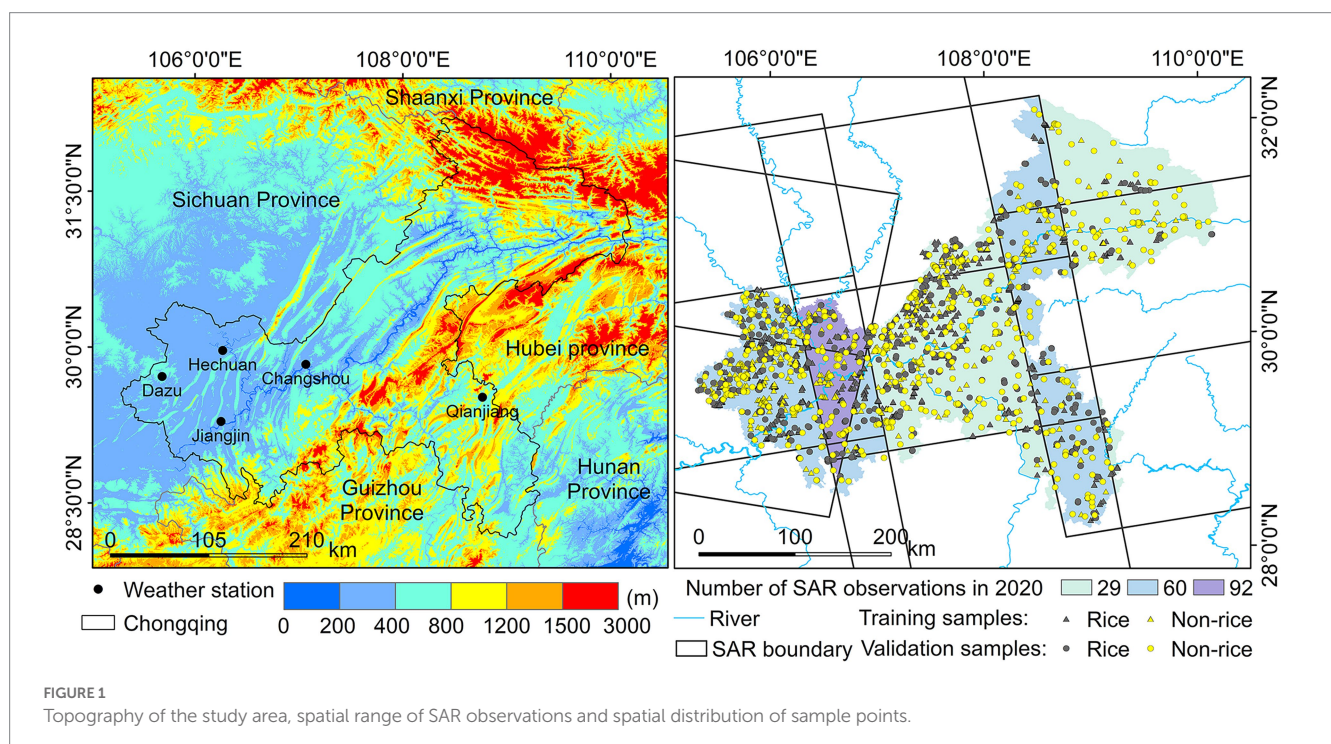 106°0'0"E 108°0'0"E 110°0'0"E
106°0'0"E 108°0'0"E 110°0'0"E
31°30'0"N
30°0'0"N
28°30'0"N
Shaanxi Province
Sichuan Province
Hechuan
Dazu
Changshou
Jiangjin
Qianjiang
Hubei province
Hunan
Province
Guizhou
Province
0 105 210
km
32°0'0"N
30°0'0"N
28°0'0"N
0 100 200
km
Weather station
Chongqing
(m)
0 200 400 800 1200 1500 3000
Number of SAR observations in 2020 29 60 92
River Training samples: Rice Non-rice
SAR boundary Validation samples: Rice Non-rice
FIGURE 1
Topography of the study area, spatial range of SAR observations and spatial distribution of sample points.